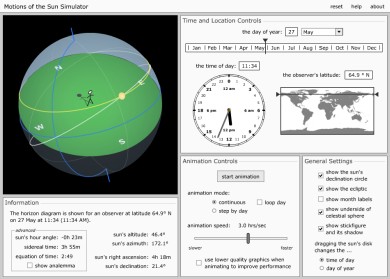 Motions of the Sun Simulator
reset help about
N
E
S
W
Information
The horizon diagram is shown for an observer at latitude 64.9° N
on 27 May at 11:34 (11:34 AM).
advanced
sun's hour angle: -0h 23m
sidereal time: 3h 55m
equation of time: 2:49
show analemma
sun's altitude: 46.4°
sun's azimuth: 172.1°
sun's right ascension: 4h 18m
sun's declination: 21.4°
Time and Location Controls
the day of year: 27 May
Jan Feb Mar Apr May Jun Jul Aug Sep Oct Nov Dec
the time of day: 11:34
12 am
6 pm
6 am
12 pm
the observer's latitude: 64.9 ° N
Animation Controls
start animation
animation mode:
continuous
loop day
step by day
animation speed: 3.0 hrs/sec
slower
faster
use lower quality graphics when
animating to improve performance
General Settings
show the sun's
declination circle
show the ecliptic
show month labels
show underside of
celestial sphere
show stickfigure
and its shadow
dragging the sun's disk
changes the ...
time of day
day of year